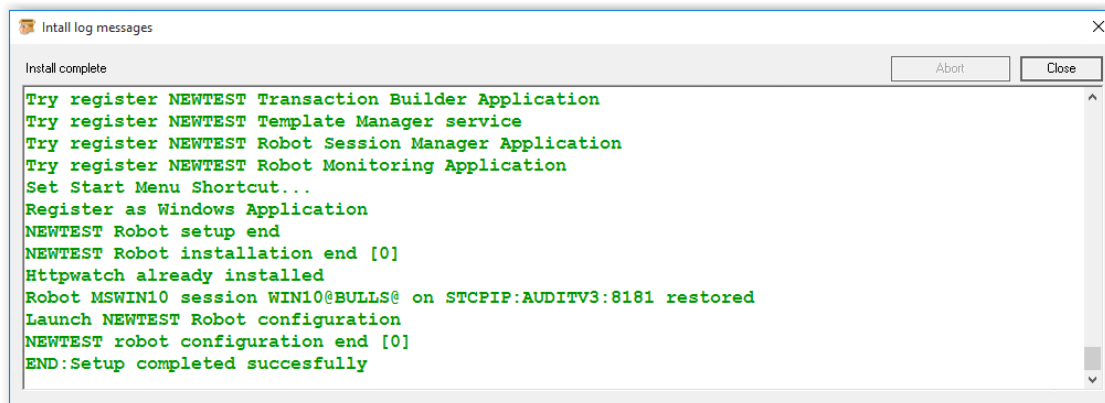 Intall log messages
Install complete
Abort
Close
Try register NEWTEST Transaction Builder Application
Try register NEWTEST Template Manager service
Try register NEWTEST Robot Session Manager Application
Try register NEWTEST Robot Monitoring Application
Set Start Menu Shortcut...
Register as Windows Application
NEWTEST Robot setup end
NEWTEST Robot installation end [0]
Httpwatch already installed
Robot MSWIN10 session WIN10@BULLS@ on STCPIP:AUDITV3:8181 restored
Launch NEWTEST Robot configuration
NEWTEST robot configuration end [0]
END:Setup completed succesfully